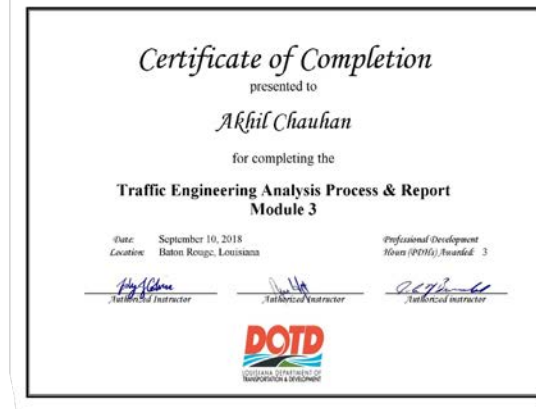 Certificate of Completion
presented to
Akhil Chauhan
for completing the
Traffic Engineering Analysis Process & Report
Module 3
Date: September 10, 2018
Location: Baton Rouge, Louisiana
Professional Development
Hours (PDHs) Awarded: 3
Authorized Instructor
Authorized Instructor
Authorized instructor
DOTD
LOUISIANA DEPARTMENT OF
TRANSPORTATION & DEVELOPMENT